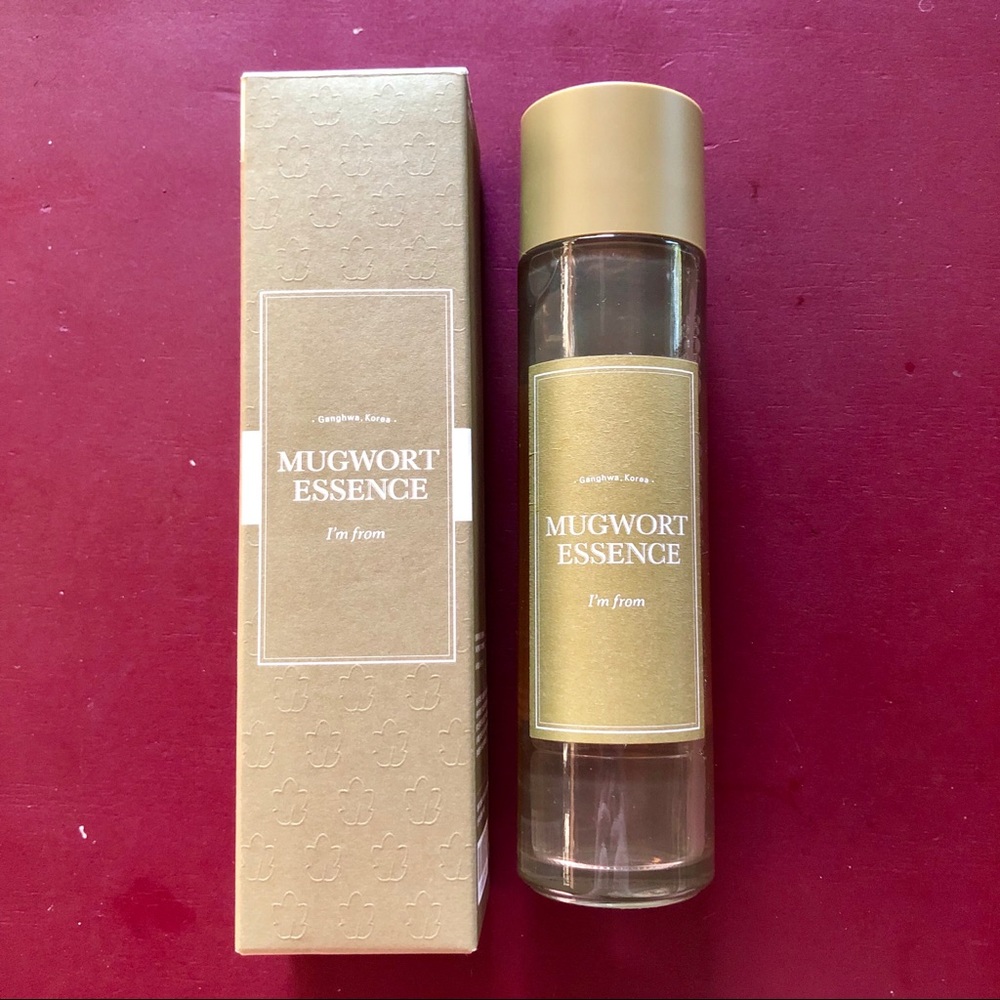 · Ganghwa, Korea ·
MUGWORT
ESSENCE
I'm from
· Ganghwa, Korea ·
MUGWORT
ESSENCE
I'm from